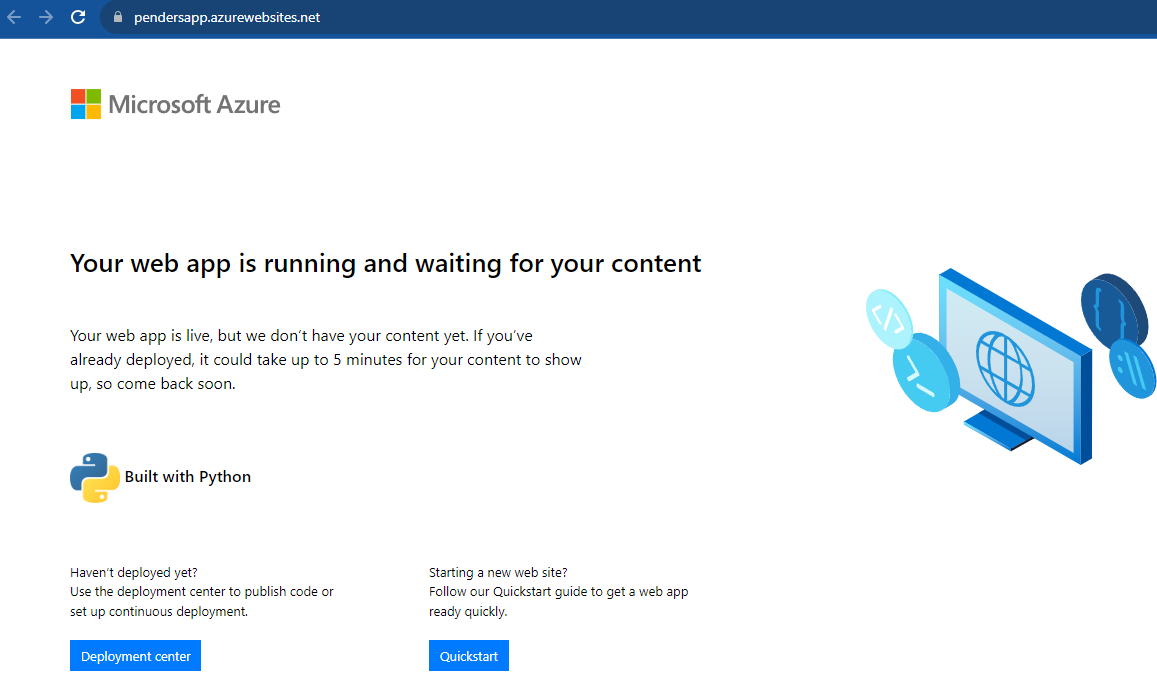 pendersapp.azurewebsites.net
Microsoft Azure
Your web app is running and waiting for your content
Your web app is live, but we don’t have your content yet. If you’ve
already deployed, it could take up to 5 minutes for your content to show
up, so come back soon.
Built with Python
Haven’t deployed yet?
Use the deployment center to publish code or
set up continuous deployment.
Deployment center
Starting a new web site?
Follow our Quickstart guide to get a web app
ready quickly.
Quickstart